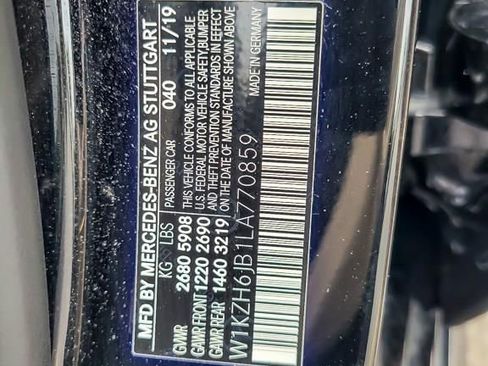 MFD BY MERCEDES-BENZ AG STUTTGART
PASSENGER CAR 040 11/19
KG LBS
GVWR 2680 5908
GAWR FRONT 1220 2690
GAWR REAR 1460 3219
THIS VEHICLE CONFORMS TO ALL APPLICABLE
U.S. FEDERAL MOTOR VEHICLE SAFETY, BUMPER
AND THEFT PREVENTION STANDARDS IN EFFECT
ON THE DATE OF MANUFACTURE SHOWN ABOVE
W1KZH6JB1LA770859 MADE IN GERMANY